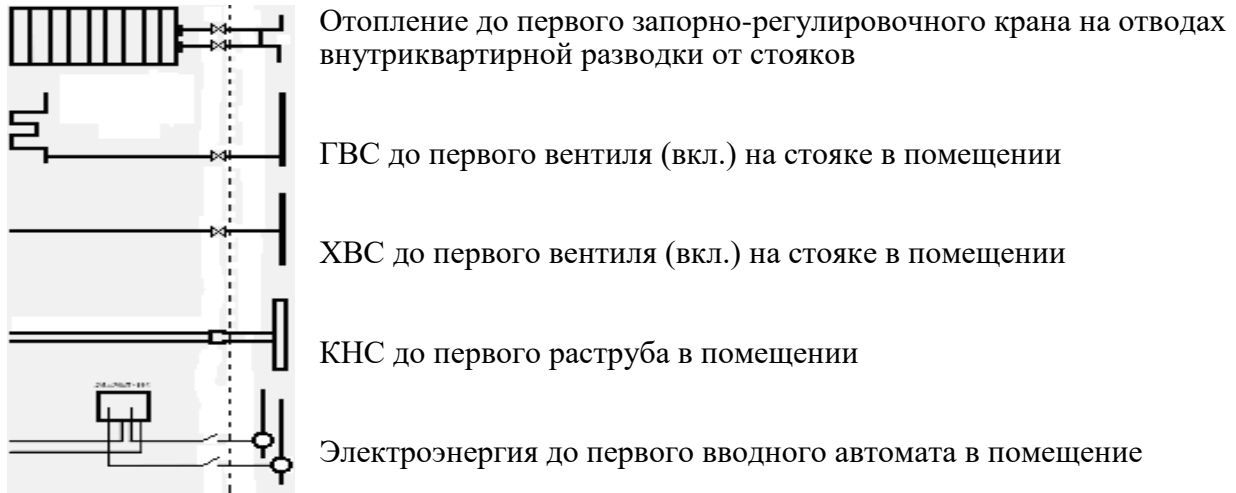 Отопление до первого запорно-регулировочного крана на отводах
внутриквартирной разводки от стояков
ГВС до первого вентиля (вкл.) на стояке в помещении
ХВС до первого вентиля (вкл.) на стояке в помещении
КНС до первого раструба в помещении
Электроэнергия до первого вводного автомата в помещение